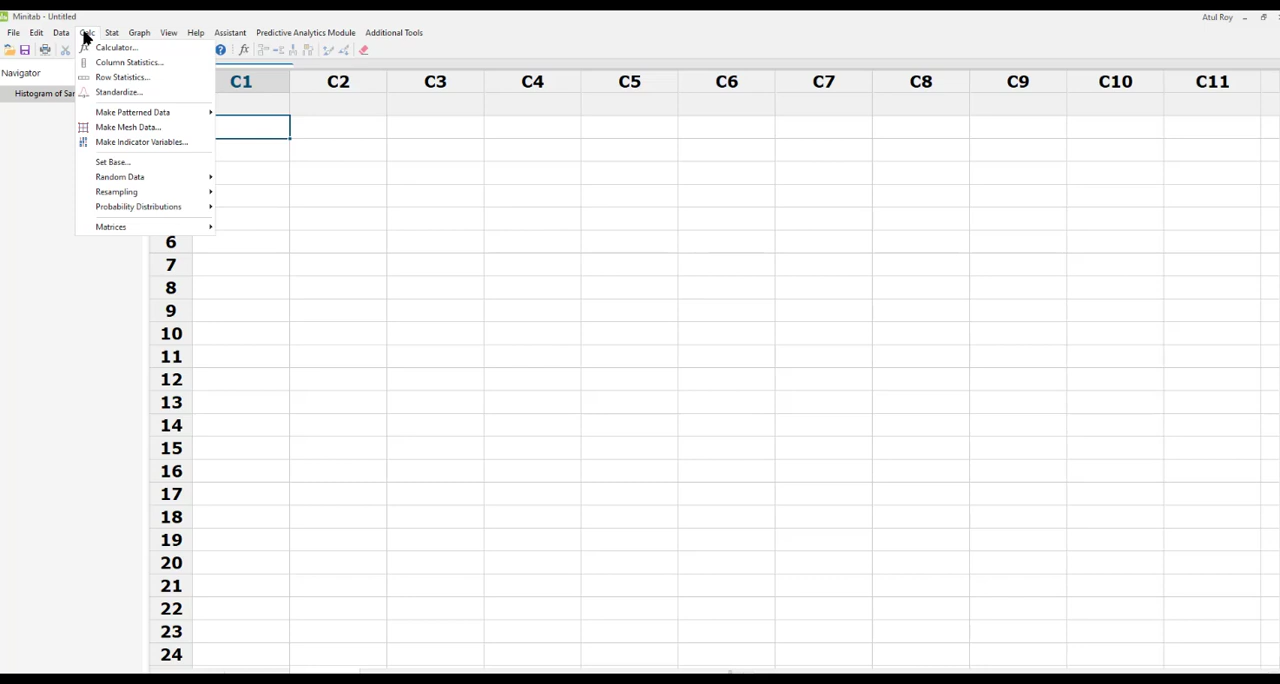 Minitab - Untitled
Atul Roy
File Edit Data Calc Stat Graph View Help Assistant Predictive Analytics Module Additional Tools
Calculator...
Column Statistics...
Row Statistics...
Standardize...
Make Patterned Data
Make Mesh Data...
Make Indicator Variables...
Set Base...
Random Data
Resampling
Probability Distributions
Matrices
Navigator
Histogram of
C1 C2 C3 C4 C5 C6 C7 C8 C9 C10 C11
6
7
8
9
10
11
12
13
14
15
16
17
18
19
20
21
22
23
24